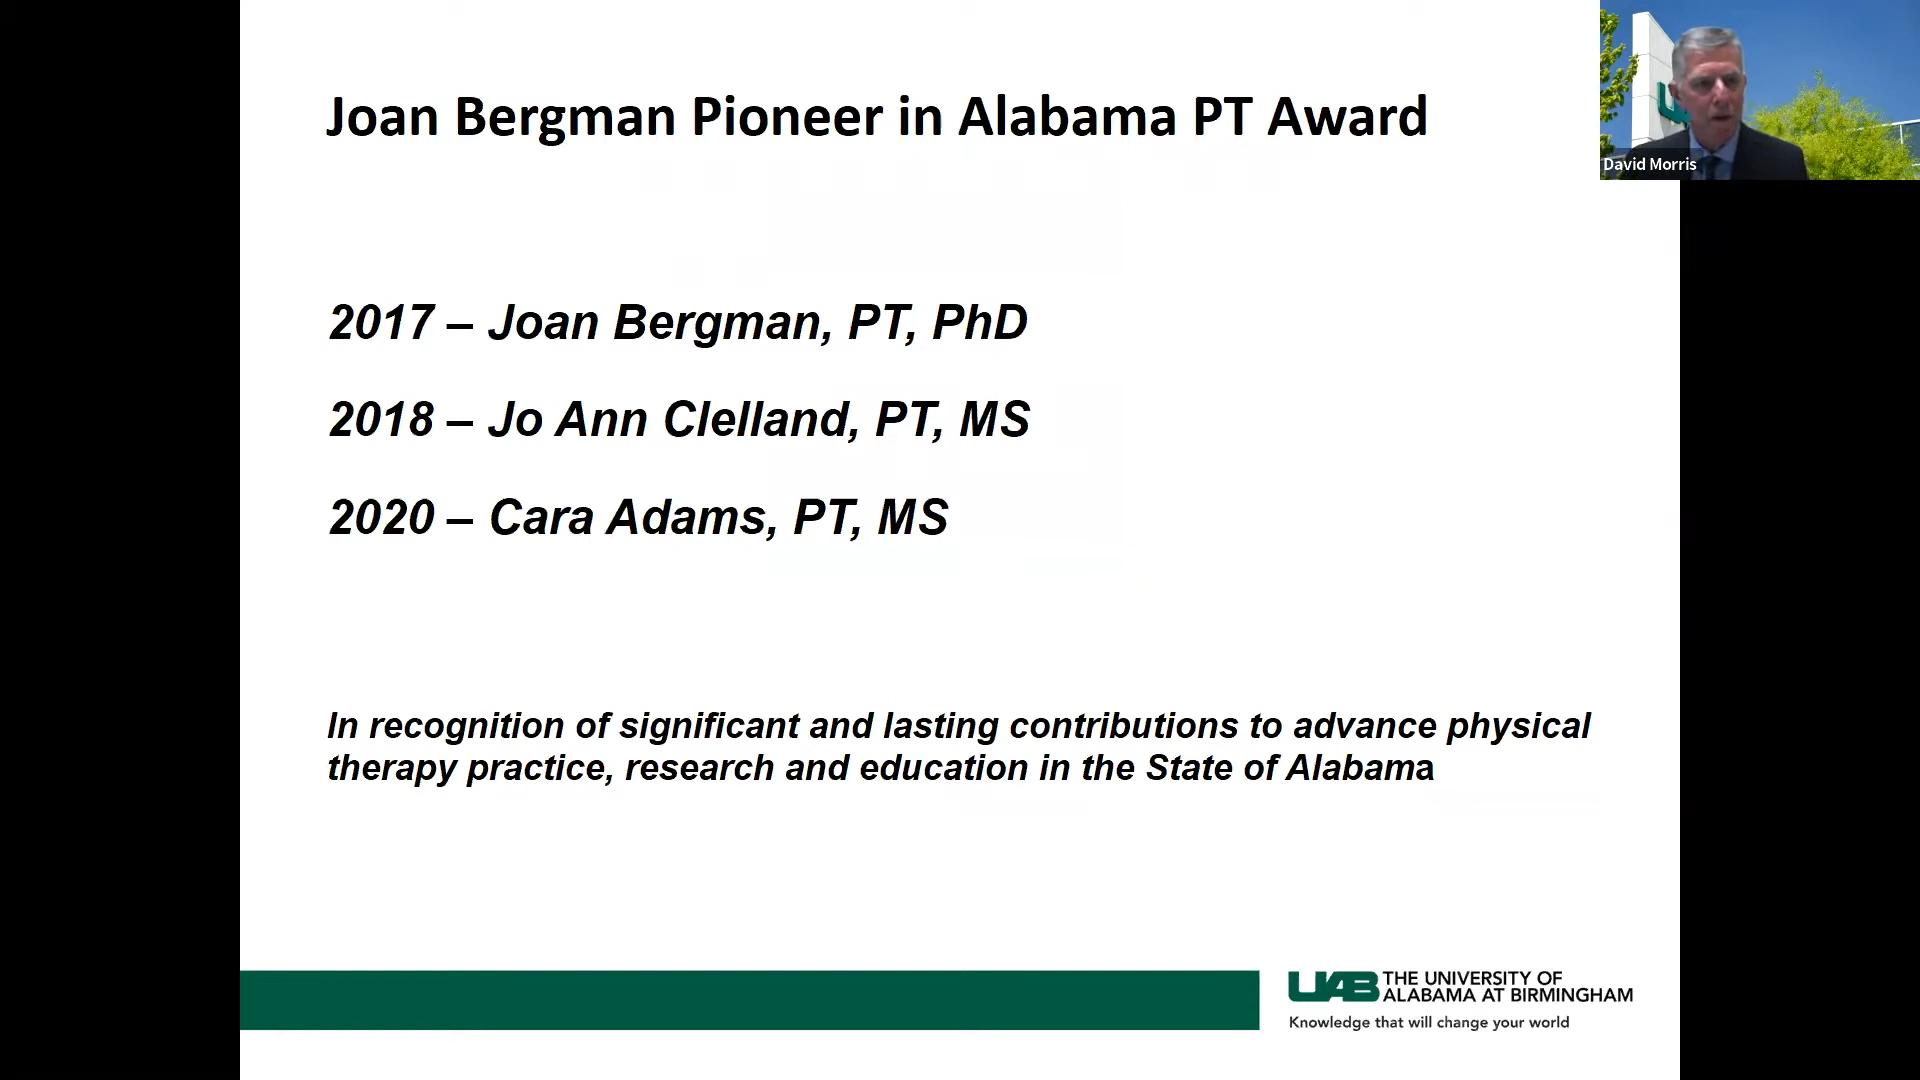 Joan Bergman Pioneer in Alabama PT Award
David Morris
2017 – Joan Bergman, PT, PhD
2018 – Jo Ann Clelland, PT, MS
2020 – Cara Adams, PT, MS
In recognition of significant and lasting contributions to advance physical
therapy practice, research and education in the State of Alabama
UAB THE UNIVERSITY OF
ALABAMA AT BIRMINGHAM
Knowledge that will change your world